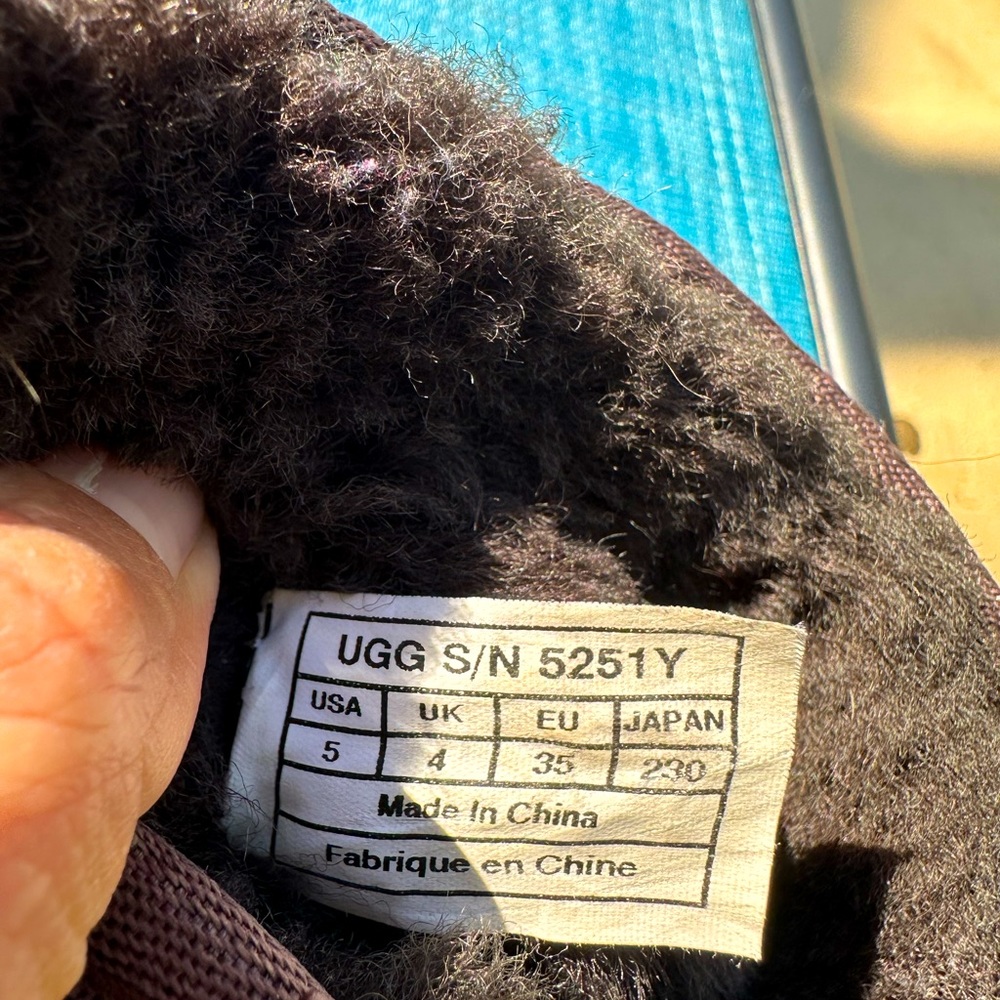 UGG S/N 5251Y
USA UK EU JAPAN
5 4 35 230
Made In China
Fabrique en Chine